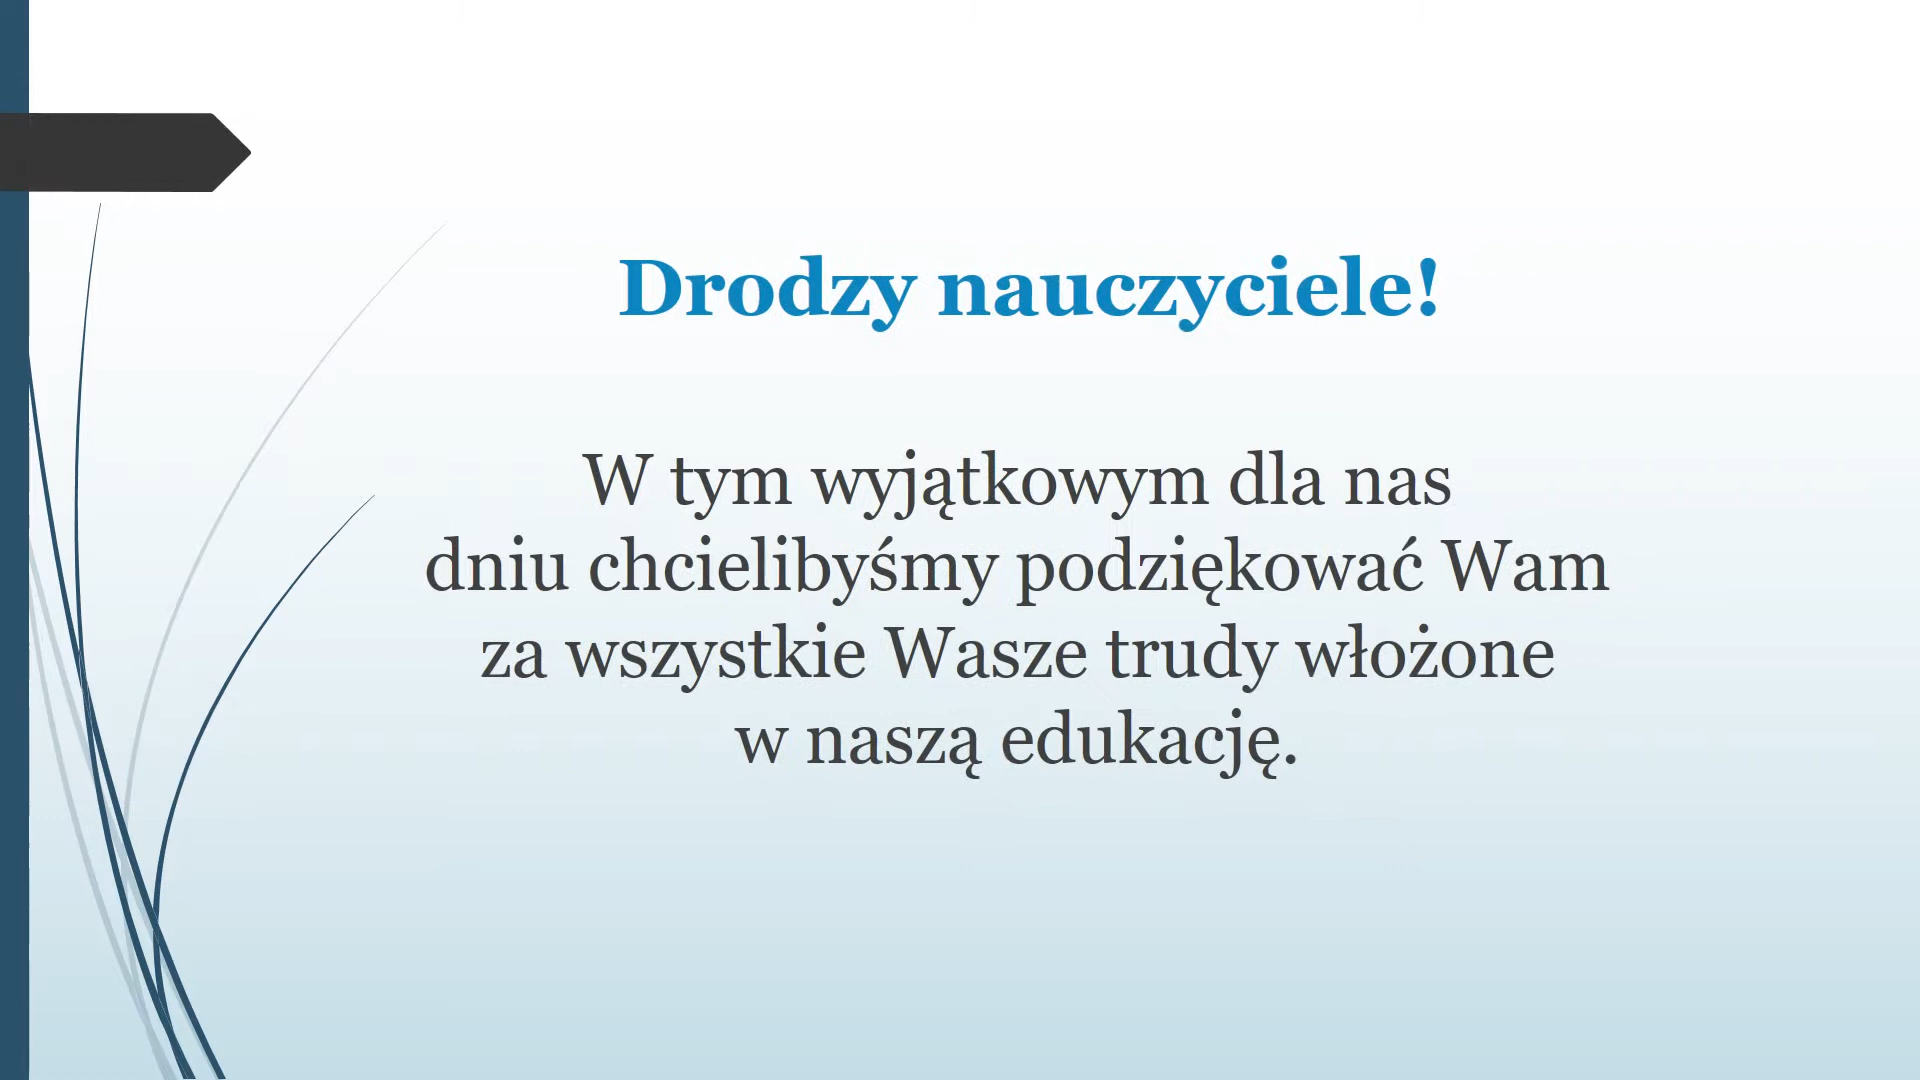 Drodzy nauczyciele!
W tym wyjątkowym dla nas
dniu chcielibyśmy podziękować Wam
za wszystkie Wasze trudy włożone
w naszą edukację.